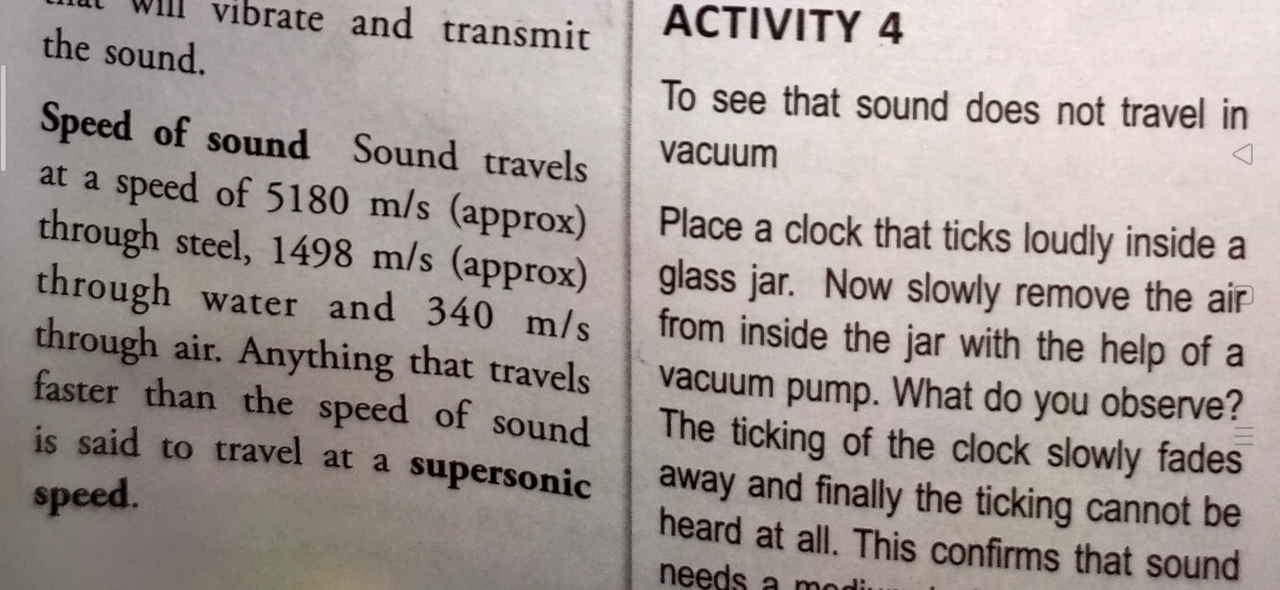 that will vibrate and transmit
the sound.
Speed of sound Sound travels
at a speed of 5180 m/s (approx)
through steel, 1498 m/s (approx)
through water and 340 m/s
through air. Anything that travels
faster than the speed of sound
is said to travel at a supersonic
speed.
ACTIVITY 4
To see that sound does not travel in
vacuum
Place a clock that ticks loudly inside a
glass jar. Now slowly remove the air
from inside the jar with the help of a
vacuum pump. What do you observe?
The ticking of the clock slowly fades
away and finally the ticking cannot be
heard at all. This confirms that sound
needs a